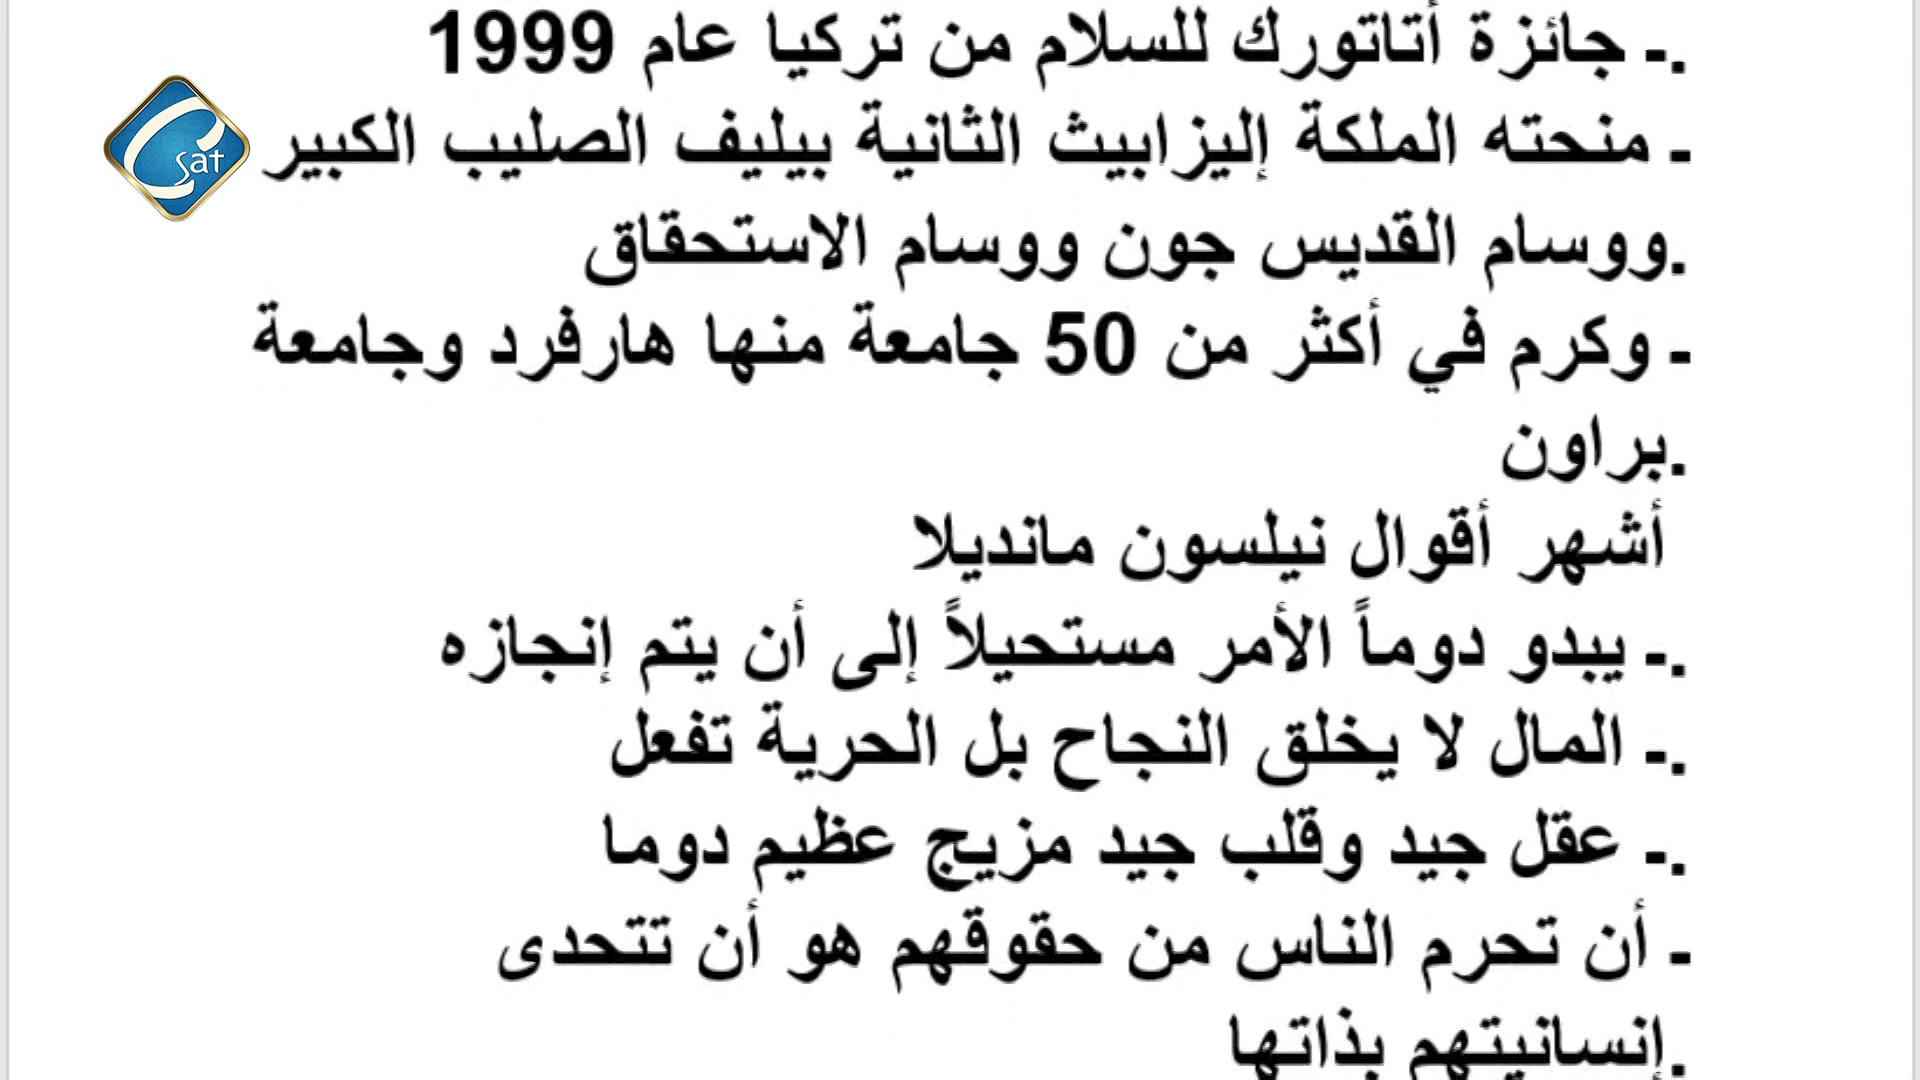 .- جائزة أتاتورك للسلام من تركيا عام 1999
- منحته الملكة إليزابيث الثانية بيليف الصليب الكبير
.ووسام القديس جون ووسام الاستحقاق
- وكرم في أكثر من 50 جامعة منها هارفرد وجامعة
.براون
أشهر أقوال نيلسون مانديلا
.- يبدو دوماً الأمر مستحيلاً إلى أن يتم إنجازه
.- المال لا يخلق النجاح بل الحرية تفعل
.- عقل جيد وقلب جيد مزيج عظيم دوما
- أن تحرم الناس من حقوقهم هو أن تتحدى
.إنسانيتهم بذاتها
Csat